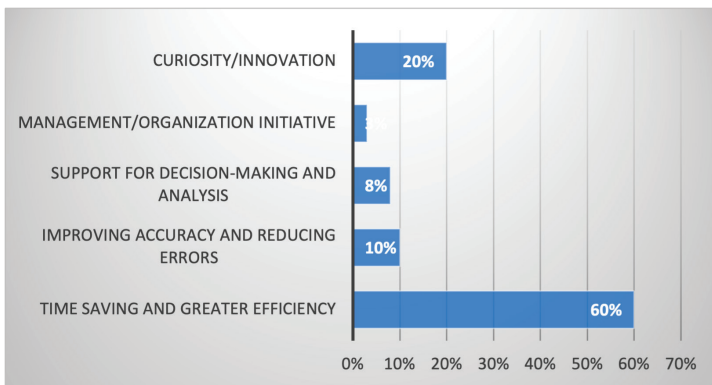 CURIOSITY/INNOVATION
20%
MANAGEMENT/ORGANIZATION INITIATIVE
3%
SUPPORT FOR DECISION-MAKING AND
ANALYSIS
8%
IMPROVING ACCURACY AND REDUCING
ERRORS
10%
TIME SAVING AND GREATER EFFICIENCY
60%
0% 10% 20% 30% 40% 50% 60% 70%